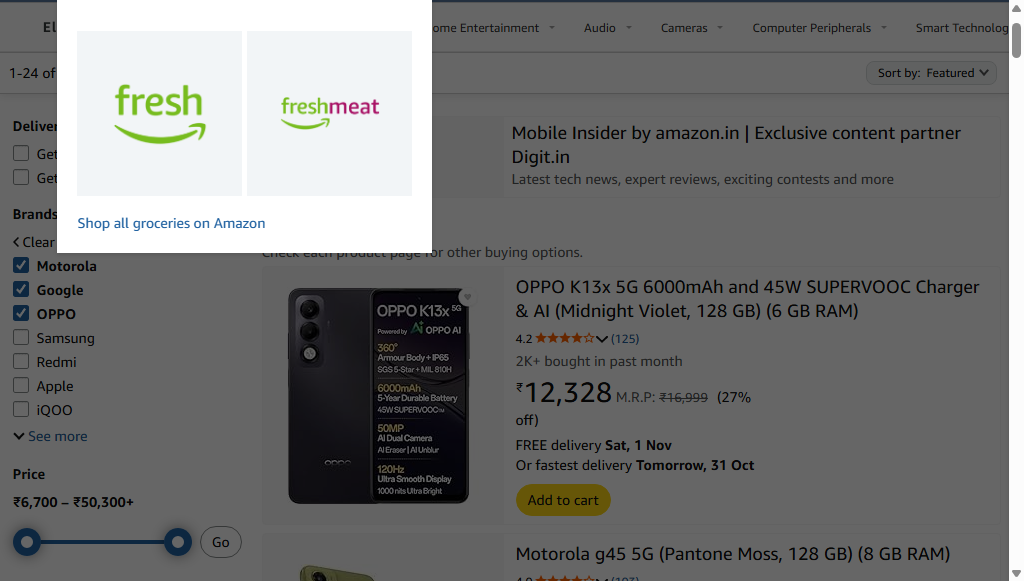 El
ome Entertainment
Audio
Cameras
Computer Peripherals
Smart Technolog
1-24 of
Sort by: Featured
fresh
freshmeat
Shop all groceries on Amazon
Deliver
Get
Get
Brands
Clear
Motorola
Google
OPPO
Samsung
Redmi
Apple
iQOO
See more
Price
₹6,700 – ₹50,300+
Go
Mobile Insider by amazon.in | Exclusive content partner
Digit.in
Latest tech news, expert reviews, exciting contests and more
Check each product page for other buying options.
OPPO K13x 5G
Powered by AI OPPO AI
360°
Armour Body + IP65
SGS 5-Star + MIL 810H
6000mAh
5-Year Durable Battery
45W SUPERVOOC™
50MP
AI Dual Camera
AI Eraser | AI Unblur
120Hz
Ultra Smooth Display
1000 nits Ultra Bright
oppo
OPPO K13x 5G 6000mAh and 45W SUPERVOOC Charger
& AI (Midnight Violet, 128 GB) (6 GB RAM)
4.2 (125)
2K+ bought in past month
₹12,328 M.R.P: ₹16,999 (27%
off)
FREE delivery Sat, 1 Nov
Or fastest delivery Tomorrow, 31 Oct
Add to cart
Motorola g45 5G (Pantone Moss, 128 GB) (8 GB RAM)